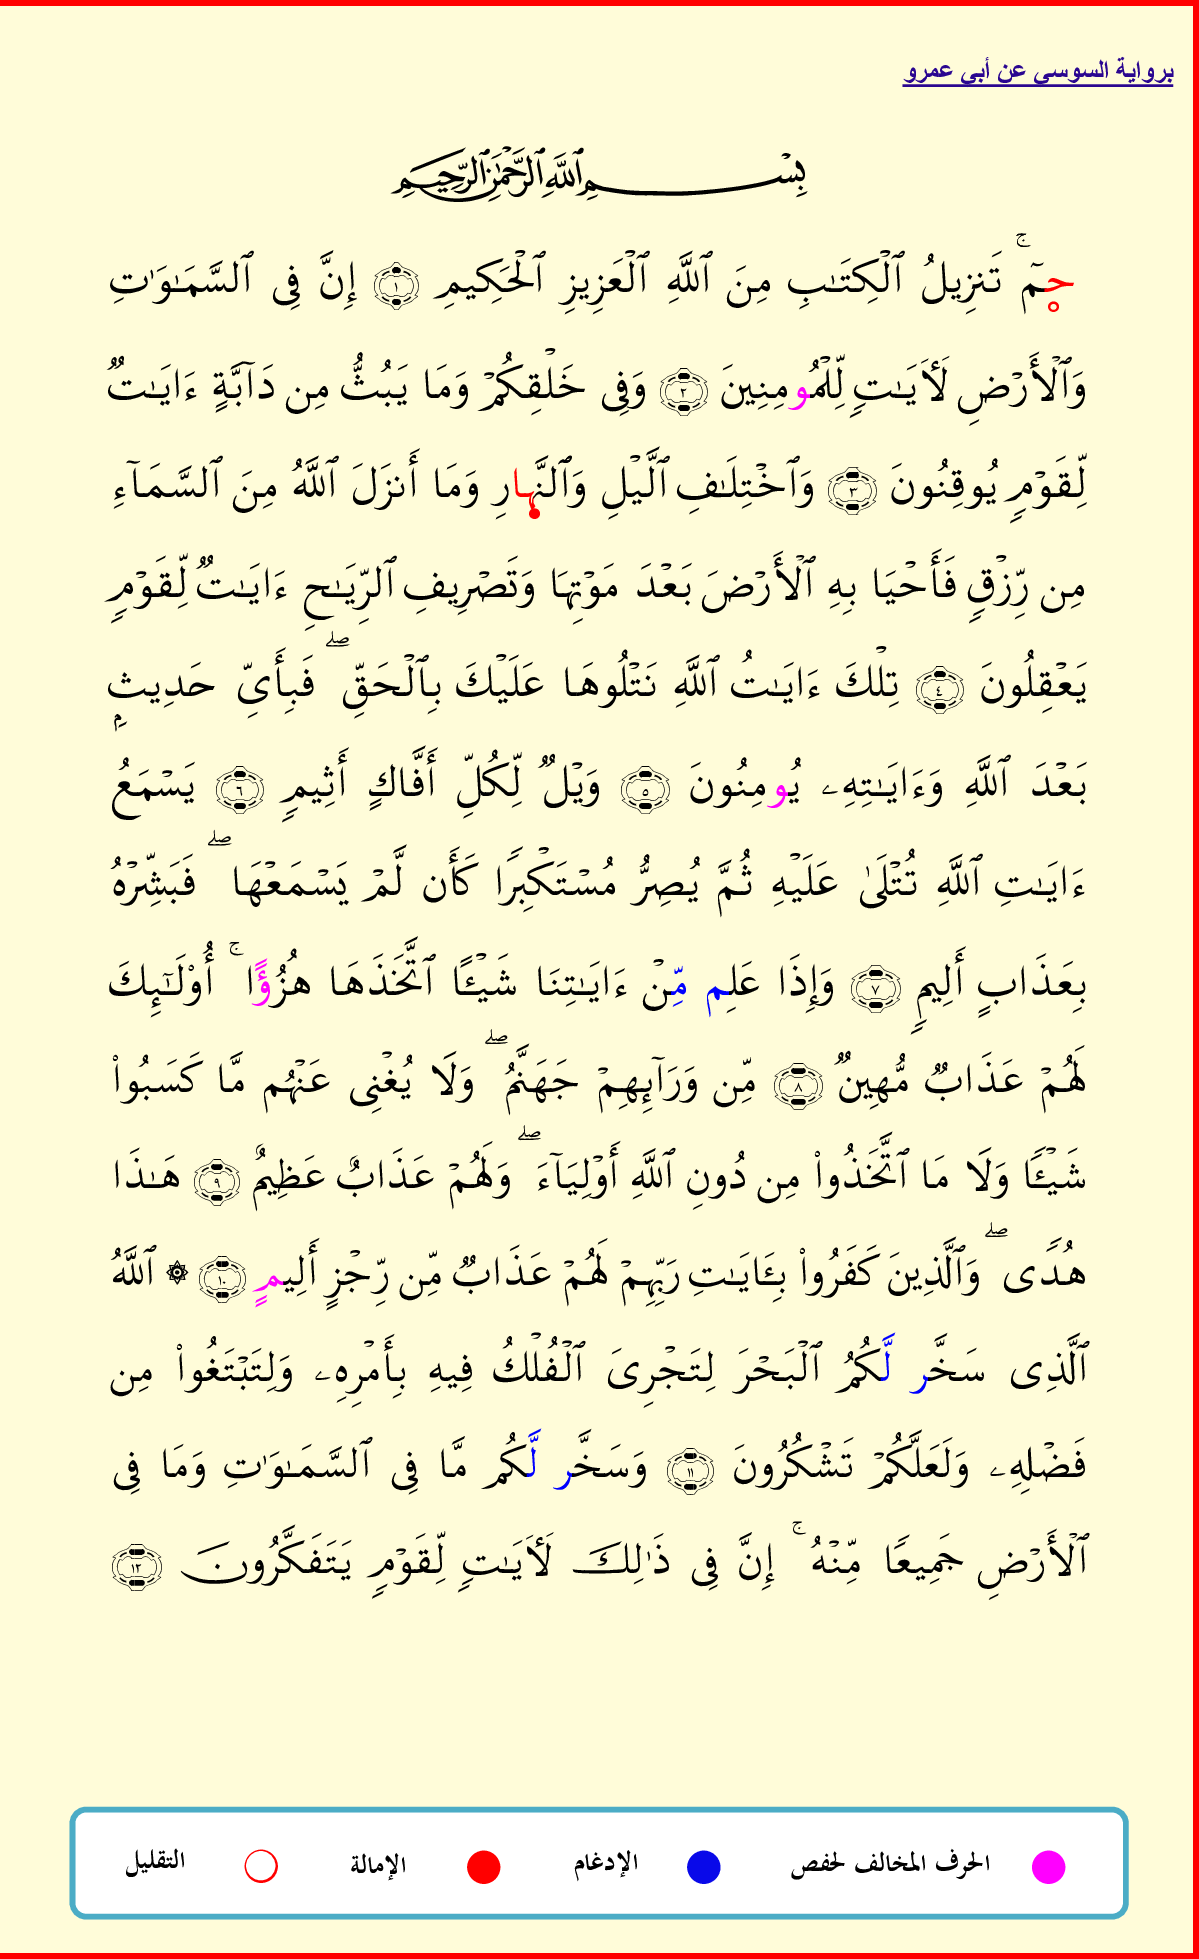 برواية السوسي عن أبي عمرو
بِسْمِ ٱللَّهِ ٱلرَّحْمَٰنِ ٱلرَّحِيمِ
حمٓ ۚ تَنزِيلُ ٱلْكِتَٰبِ مِنَ ٱللَّهِ ٱلْعَزِيزِ ٱلْحَكِيمِ ١ إِنَّ فِى ٱلسَّمَٰوَٰتِ
وَٱلْأَرْضِ لَأٓيَٰتٍ لِّلْمُومِنِينَ ٢ وَفِى خَلْقِكُمْ وَمَا يَبُثُّ مِن دَآبَّةٍ ءَايَٰتٌ
لِّقَوْمٍ يُوقِنُونَ ٣ وَٱخْتِلَٰفِ ٱلَّيْلِ وَٱلنَّهارِ وَمَا أَنزَلَ ٱللَّهُ مِنَ ٱلسَّمَآءِ
مِن رِّزْقٍ فَأَحْيَا بِهِ ٱلْأَرْضَ بَعْدَ مَوْتِهَا وَتَصْرِيفِ ٱلرِّيَٰحِ ءَايَٰتٌ لِّقَوْمٍ
يَعْقِلُونَ ٤ تِلْكَ ءَايَٰتُ ٱللَّهِ نَتْلُوهَا عَلَيْكَ بِٱلْحَقِّ ۖ فَبِأَىِّ حَدِيثِۭ
بَعْدَ ٱللَّهِ وَءَايَٰتِهِۦ يُومِنُونَ ٥ وَيْلٌ لِّكُلِّ أَفَّاكٍ أَثِيمٍ ٦ يَسْمَعُ
ءَايَٰتِ ٱللَّهِ تُتْلَىٰ عَلَيْهِ ثُمَّ يُصِرُّ مُسْتَكْبِرًا كَأَن لَّمْ يَسْمَعْهَا ۖ فَبَشِّرْهُ
بِعَذَابٍ أَلِيمٍ ٧ وَإِذَا عَلِم مِّنْ ءَايَٰتِنَا شَيْـًٔا ٱتَّخَذَهَا هُزُؤًا ۚ أُوْلَٰٓئِكَ
لَهُمْ عَذَابٌ مُّهِينٌ ٨ مِّن وَرَآئِهِمْ جَهَنَّمُ ۖ وَلَا يُغْنِى عَنْهُم مَّا كَسَبُواْ
شَيْـًٔا وَلَا مَا ٱتَّخَذُواْ مِن دُونِ ٱللَّهِ أَوْلِيَآءَ ۖ وَلَهُمْ عَذَابٌ عَظِيمٌ ٩ هَٰذَا
هُدًى ۖ وَٱلَّذِينَ كَفَرُواْ بِـَٔايَٰتِ رَبِّهِمْ لَهُمْ عَذَابٌ مِّن رِّجْزٍ أَلِيمٍ ١٠ ۞ ٱللَّهُ
ٱلَّذِى سَخَّر لَّكُمُ ٱلْبَحْرَ لِتَجْرِىَ ٱلْفُلْكُ فِيهِ بِأَمْرِهِۦ وَلِتَبْتَغُواْ مِن
فَضْلِهِۦ وَلَعَلَّكُمْ تَشْكُرُونَ ١١ وَسَخَّر لَّكُم مَّا فِى ٱلسَّمَٰوَٰتِ وَمَا فِى
ٱلْأَرْضِ جَمِيعًا مِّنْهُ ۚ إِنَّ فِى ذَٰلِكَ لَأٓيَٰتٍ لِّقَوْمٍ يَتَفَكَّرُونَ ١٢
الحرف المخالف لحفص الإدغام الإمالة التقليل